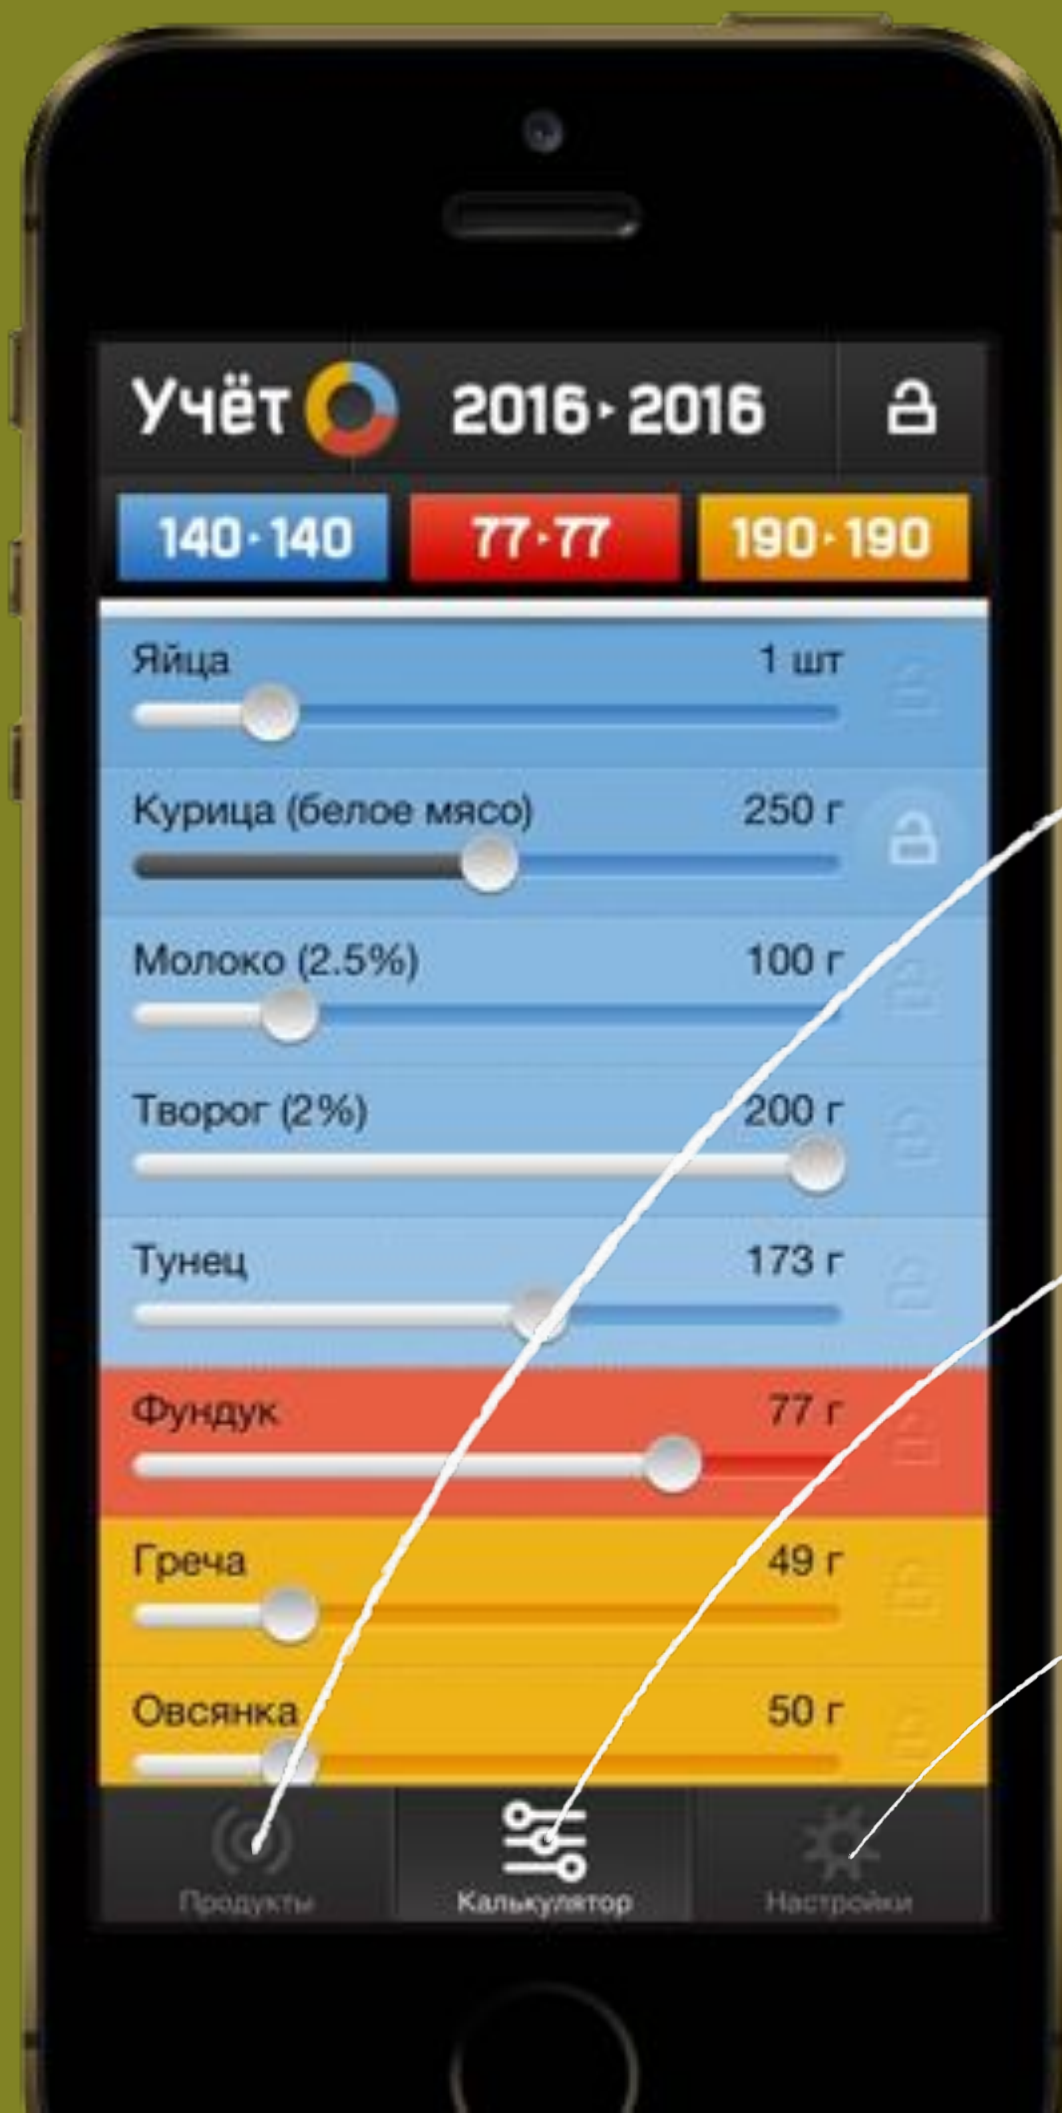 Учёт 2016▸2016
140▸140 77▸77 190▸190
Яйца 1 шт
Курица (белое мясо) 250 г
Молоко (2.5%) 100 г
Творог (2%) 200 г
Тунец 173 г
Фундук 77 г
Греча 49 г
Овсянка 50 г
Продукты Калькулятор Настройки